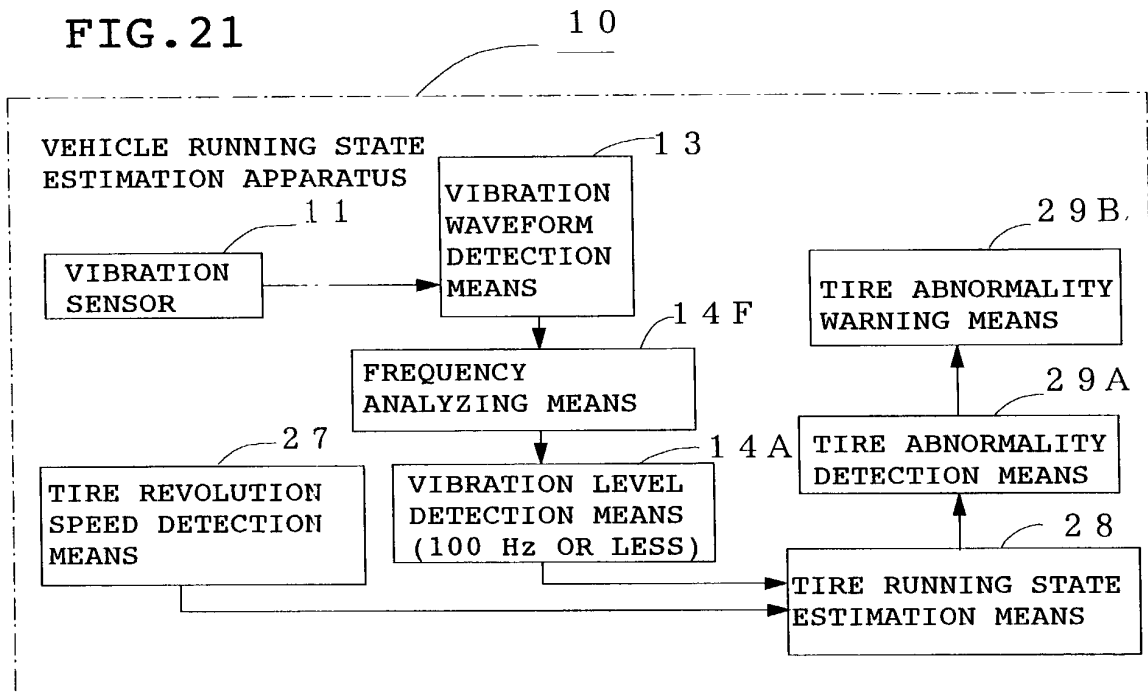 FIG.21
10
VEHICLE RUNNING STATE
ESTIMATION APPARATUS
11
VIBRATION
SENSOR
13
VIBRATION
WAVEFORM
DETECTION
MEANS
14F
FREQUENCY
ANALYZING MEANS
27
TIRE REVOLUTION
SPEED DETECTION
MEANS
14A
VIBRATION LEVEL
DETECTION MEANS
(100 Hz OR LESS)
29B
TIRE ABNORMALITY
WARNING MEANS
29A
TIRE ABNORMALITY
DETECTION MEANS
28
TIRE RUNNING STATE
ESTIMATION MEANS